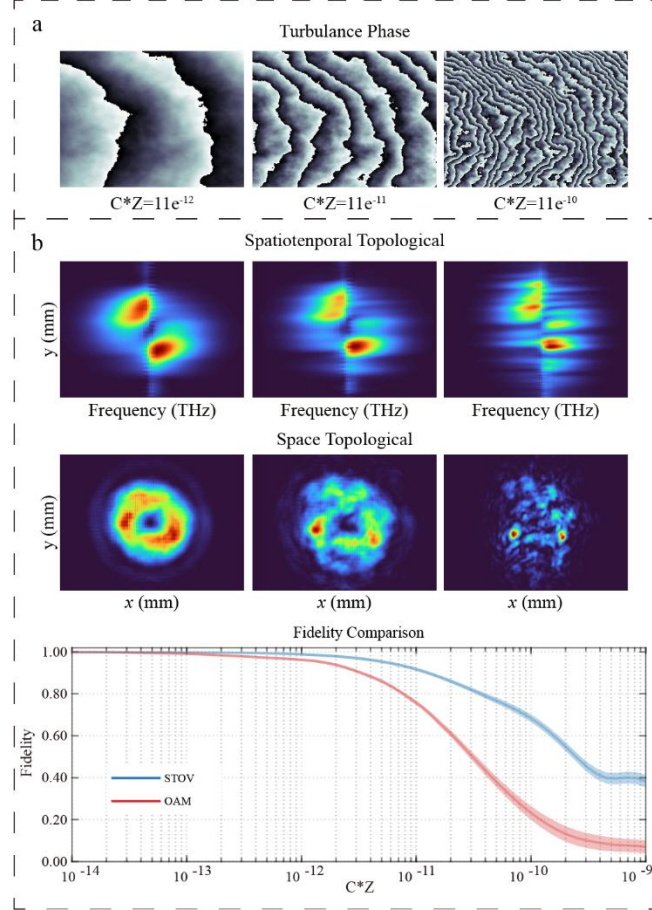 a
Turbulance Phase
C*Z=11e⁻¹² C*Z=11e⁻¹¹ C*Z=11e⁻¹⁰
b
Spatiotenporal Topological
y (mm)
Frequency (THz) Frequency (THz) Frequency (THz)
Space Topological
y (mm)
x (mm) x (mm) x (mm)
Fidelity Comparison
Fidelity
1.00
0.80
0.60
0.40
0.20
0.00
STOV
OAM
10⁻¹⁴ 10⁻¹³ 10⁻¹² 10⁻¹¹ 10⁻¹⁰ 10⁻⁹
C*Z